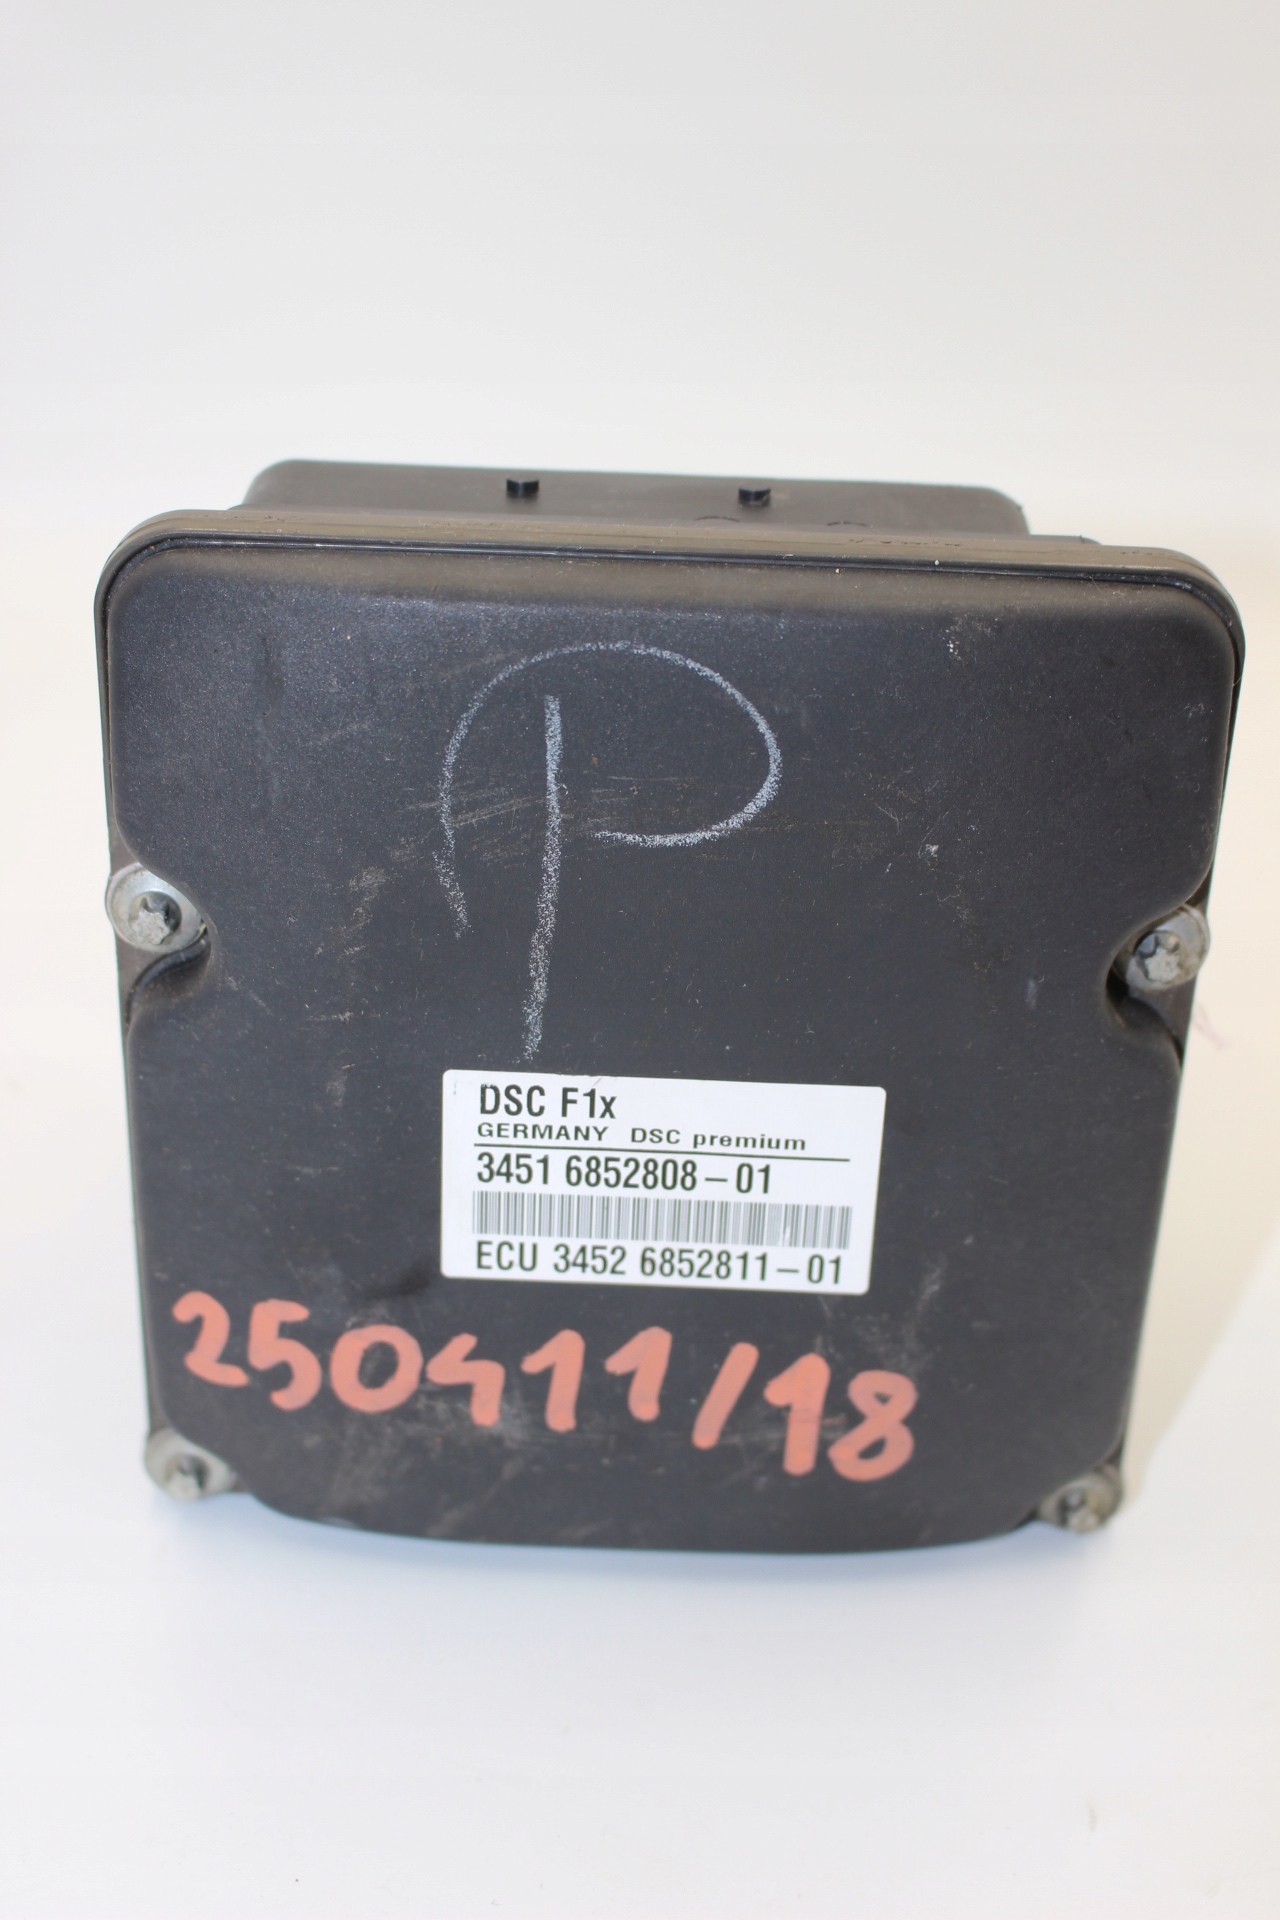 P
DSC F1x
GERMANY DSC premium
3451 6852808-01
ECU 3452 6852811-01
250411/18